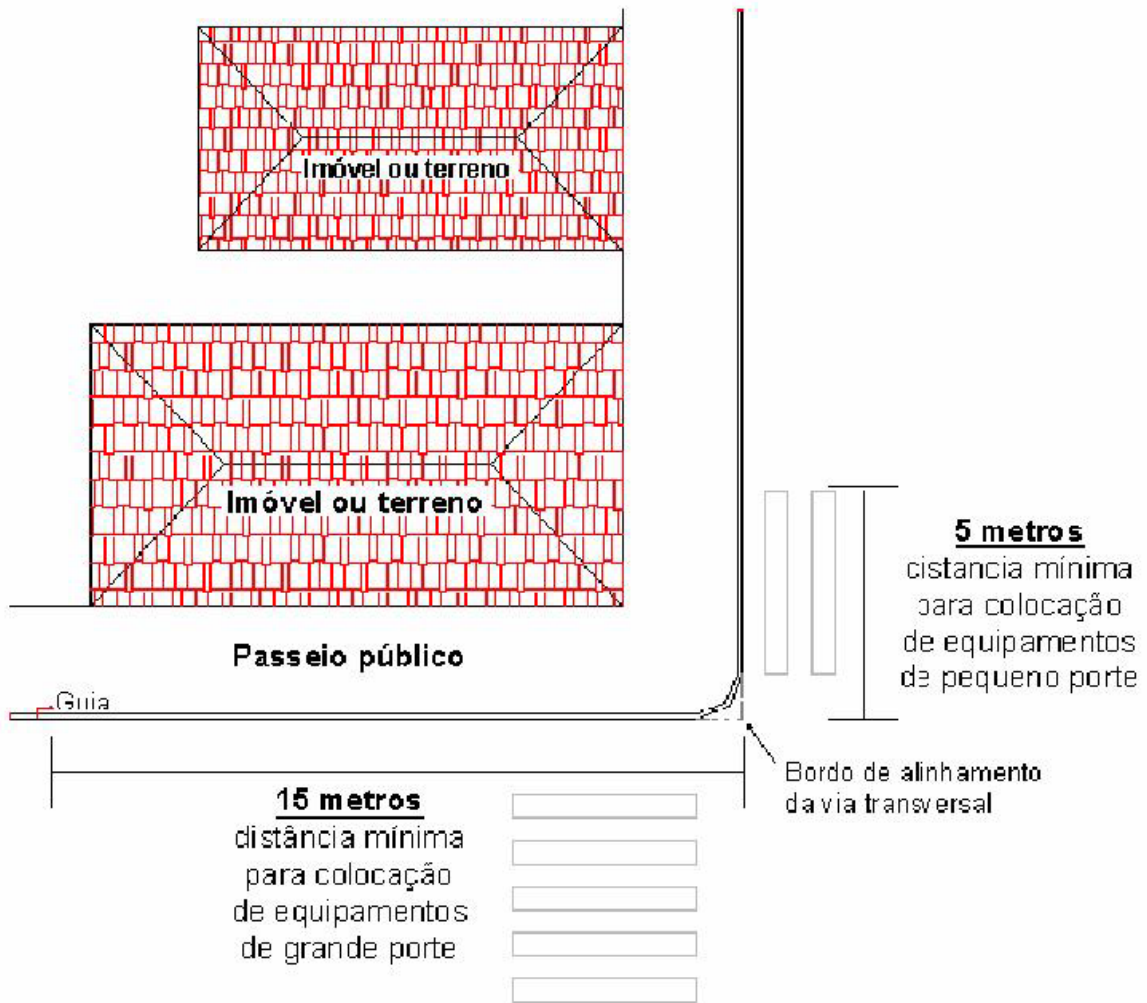 Imóvel ou terreno
Imóvel ou terreno
Passeio público
Guia
5 metros
cistancia mínima
para colocação
de equipamentos
de pequeno porte
Bordo de alinhamento
da via transversal
15 metros
distância mínima
para colocação
de equipamentos
de grande porte